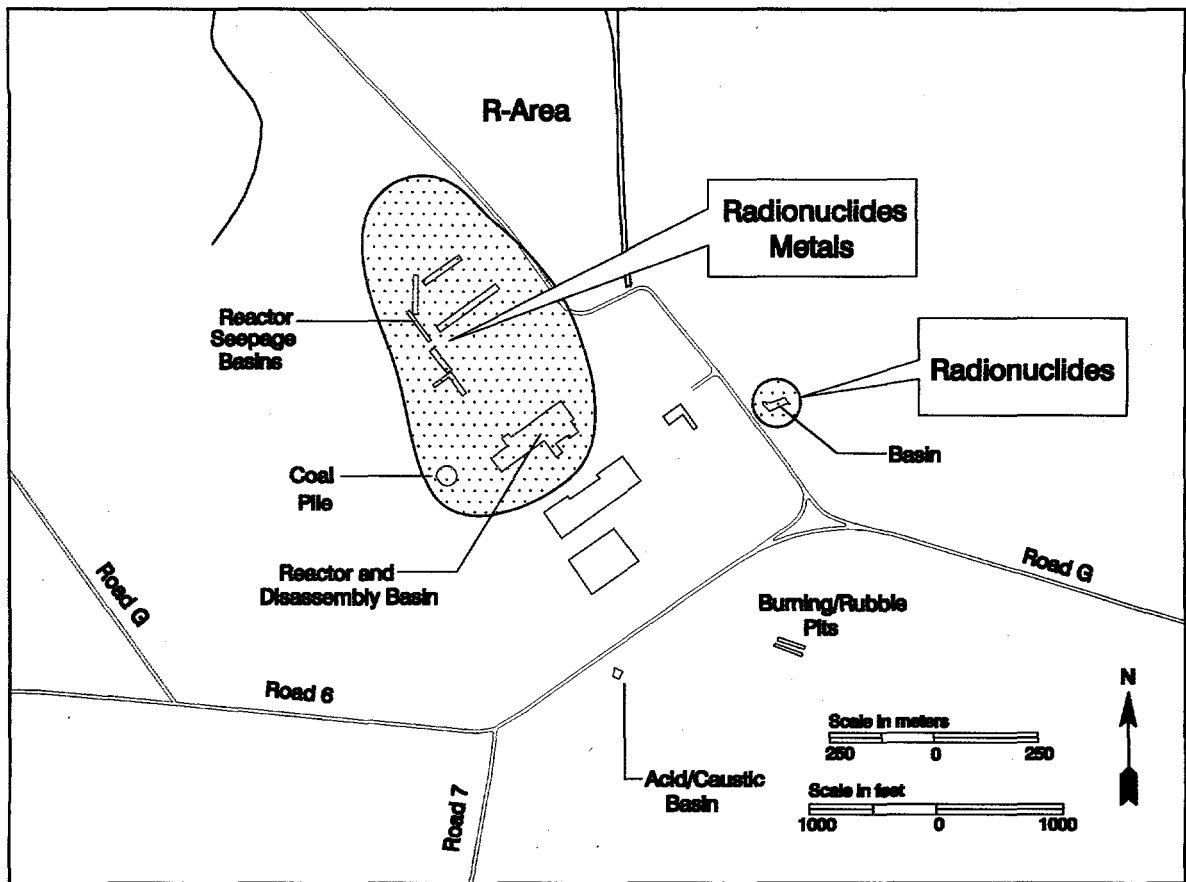 R-Area
Radionuclides
Metals
Reactor
Seepage
Basins
Radionuclides
Basin
Coal
Pile
Reactor and
Disassembly Basin
Road G
Road G
Burning/Rubble
Pits
Road 6
N
Scale in meters
250 0 250
Acid/Caustic
Basin
Scale in feet
1000 0 1000
Road 7